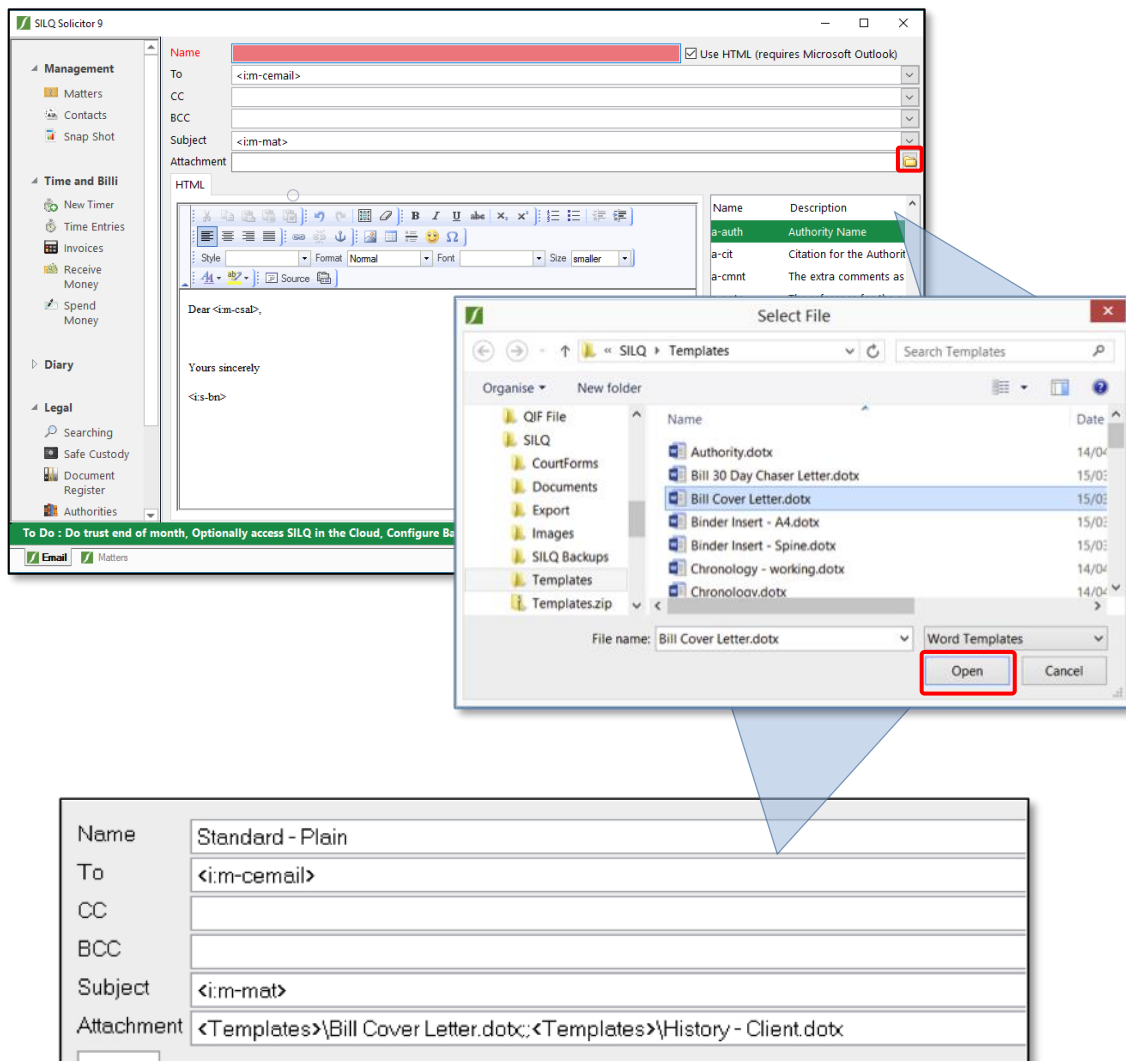 SILQ Solicitor 9
Management
Matters
Contacts
Snap Shot
Time and Billi
New Timer
Time Entries
Invoices
Receive
Money
Spend
Money
Diary
Legal
Searching
Safe Custody
Document
Register
Authorities
Name
Use HTML (requires Microsoft Outlook)
To <i:m-cemail>
CC
BCC
Subject <i:m-mat>
Attachment
HTML
B I U abc x₂ x²
Style Format Normal Font Size smaller
Source
Dear <i:m-csal>,
Yours sincerely
<i:s-bn>
Name Description
a-auth Authority Name
a-cit Citation for the Authorit
a-cmnt The extra comments as
To Do : Do trust end of month, Optionally access SILQ in the Cloud, Configure Ba
Email Matters
Select File
« SILQ Templates Search Templates
Organise New folder
QIF File
SILQ
CourtForms
Documents
Export
Images
SILQ Backups
Templates
Templates.zip
Name Date
Authority.dotx 14/04
Bill 30 Day Chaser Letter.dotx 15/03
Bill Cover Letter.dotx 15/03
Binder Insert - A4.dotx 15/03
Binder Insert - Spine.dotx 15/03
Chronology - working.dotx 14/04
Chronology.dotx 14/04
File name: Bill Cover Letter.dotx Word Templates
Open Cancel
Name Standard - Plain
To <i:m-cemail>
CC
BCC
Subject <i:m-mat>
Attachment <Templates>\Bill Cover Letter.dotx;;<Templates>\History - Client.dotx